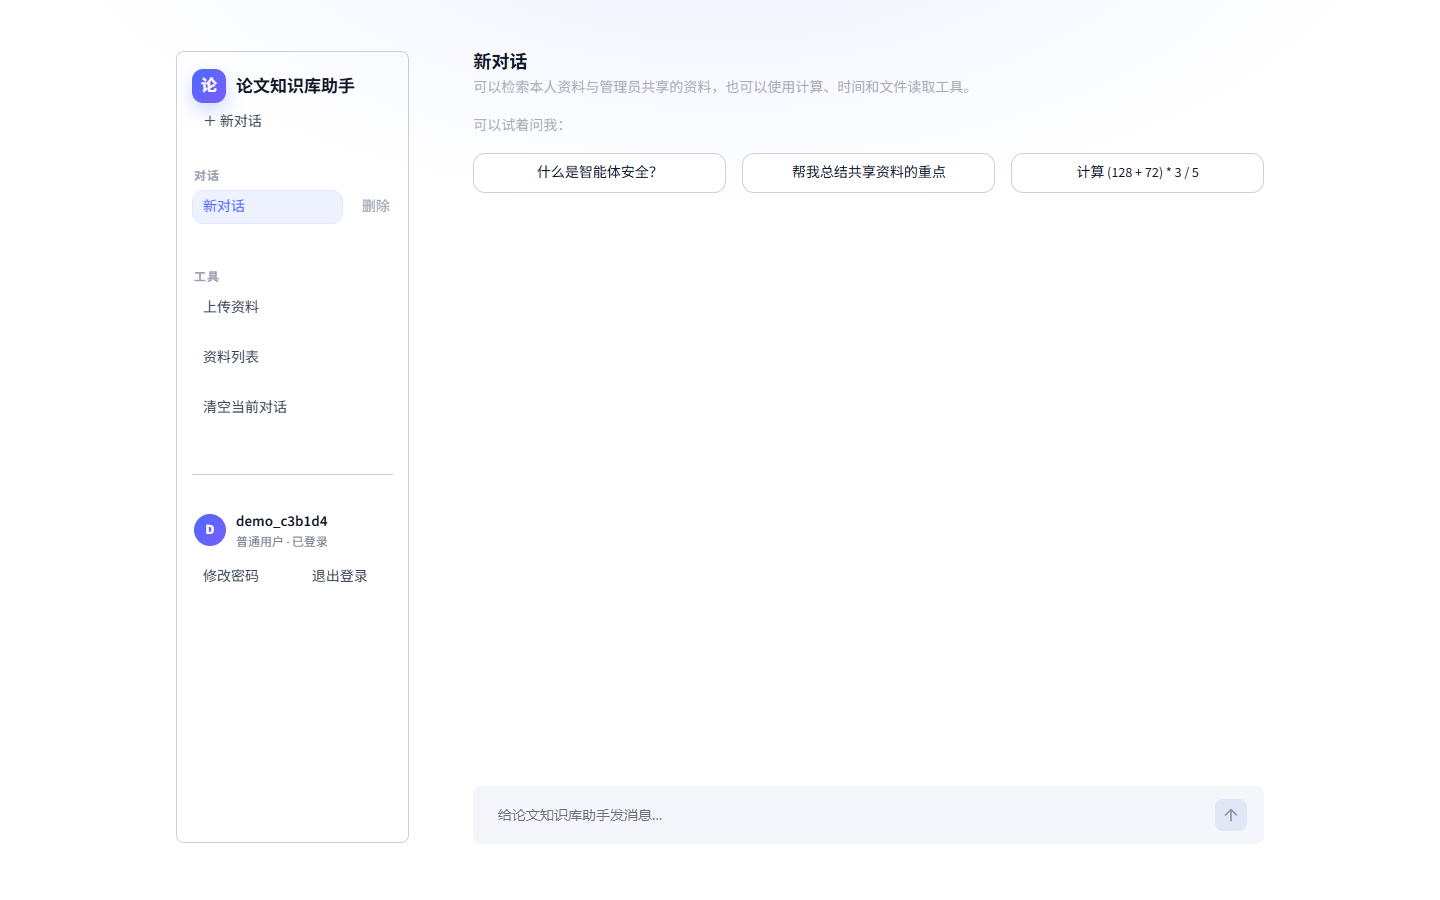 论 论文知识库助手
+ 新对话
对话
新对话 删除
工具
上传资料
资料列表
清空当前对话
D demo_c3b1d4
普通用户 · 已登录
修改密码 退出登录
新对话
可以检索本人资料与管理员共享的资料，也可以使用计算、时间和文件读取工具。
可以试着问我：
什么是智能体安全？ 帮我总结共享资料的重点 计算 (128 + 72) * 3 / 5
给论文知识库助手发消息...